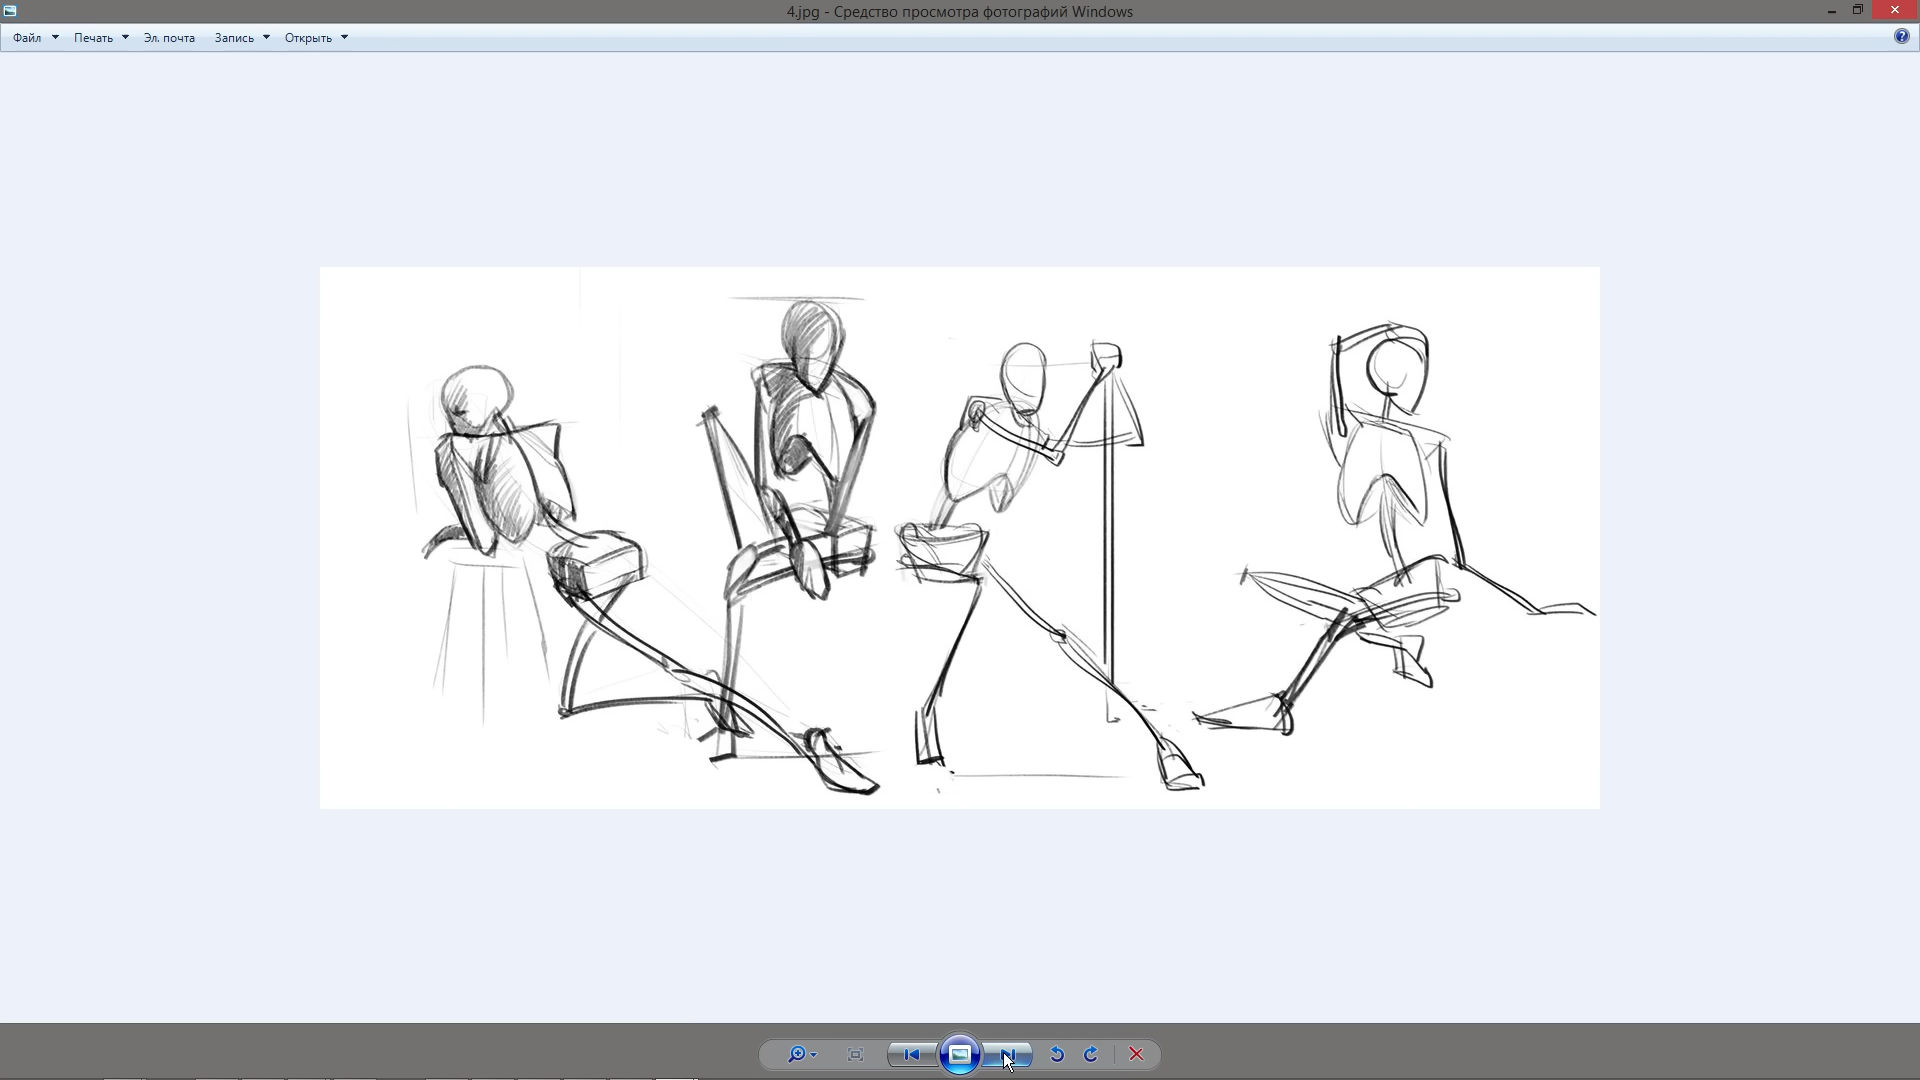 4.jpg - Средство просмотра фотографий Windows
Файл Печать Эл. почта Запись Открыть